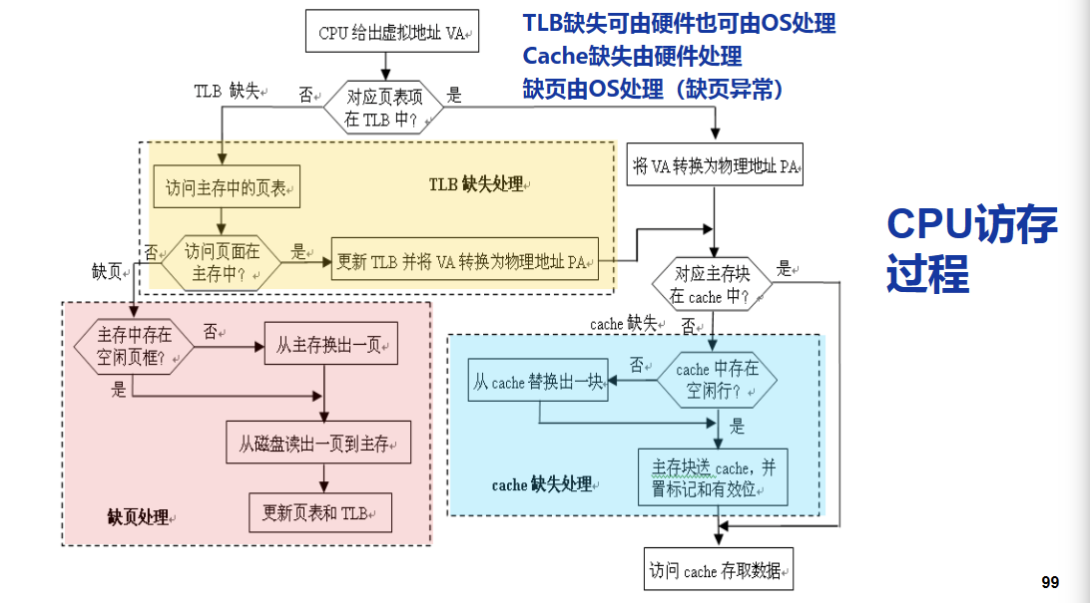 CPU 给出虚拟地址 VA
TLB缺失可由硬件也可由OS处理
Cache缺失由硬件处理
缺页由OS处理（缺页异常）
TLB 缺失
否
对应页表项
在 TLB 中？
是
访问主存中的页表
TLB 缺失处理
将 VA 转换为物理地址 PA
CPU访存
过程
否
访问页面在
主存中？
是
更新 TLB 并将 VA 转换为物理地址 PA
缺页
对应主存块
在 cache 中？
是
主存中存在
空闲页框？
否
从主存换出一页
是
cache 缺失
否
从 cache 替换出一块
否
cache 中存在
空闲行？
是
从磁盘读出一页到主存
主存块送 cache，并
置标记和有效位
cache 缺失处理
缺页处理
更新页表和 TLB
访问 cache 存取数据
99